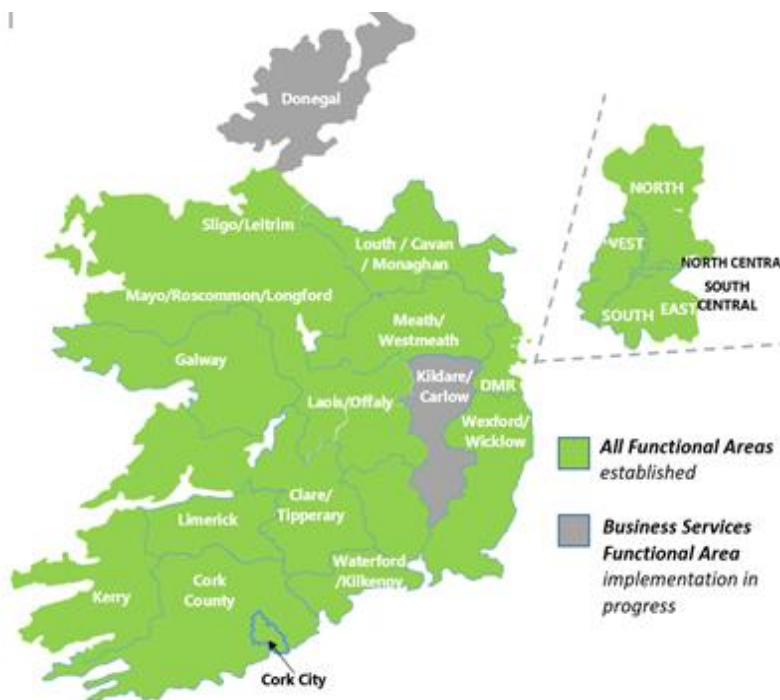 Donegal
Sligo/Leitrim
Louth / Cavan
/ Monaghan
Mayo/Roscommon/Longford
Meath/
Westmeath
Galway
Kildare/
Carlow
DMR
Laois/Offaly
Wexford/
Wicklow
Clare/
Tipperary
Limerick
Waterford
/Kilkenny
Kerry
Cork
County
Cork City
NORTH
WEST
NORTH CENTRAL
SOUTH
CENTRAL
SOUTH
EAST
All Functional Areas
established
Business Services
Functional Area
implementation in
progress